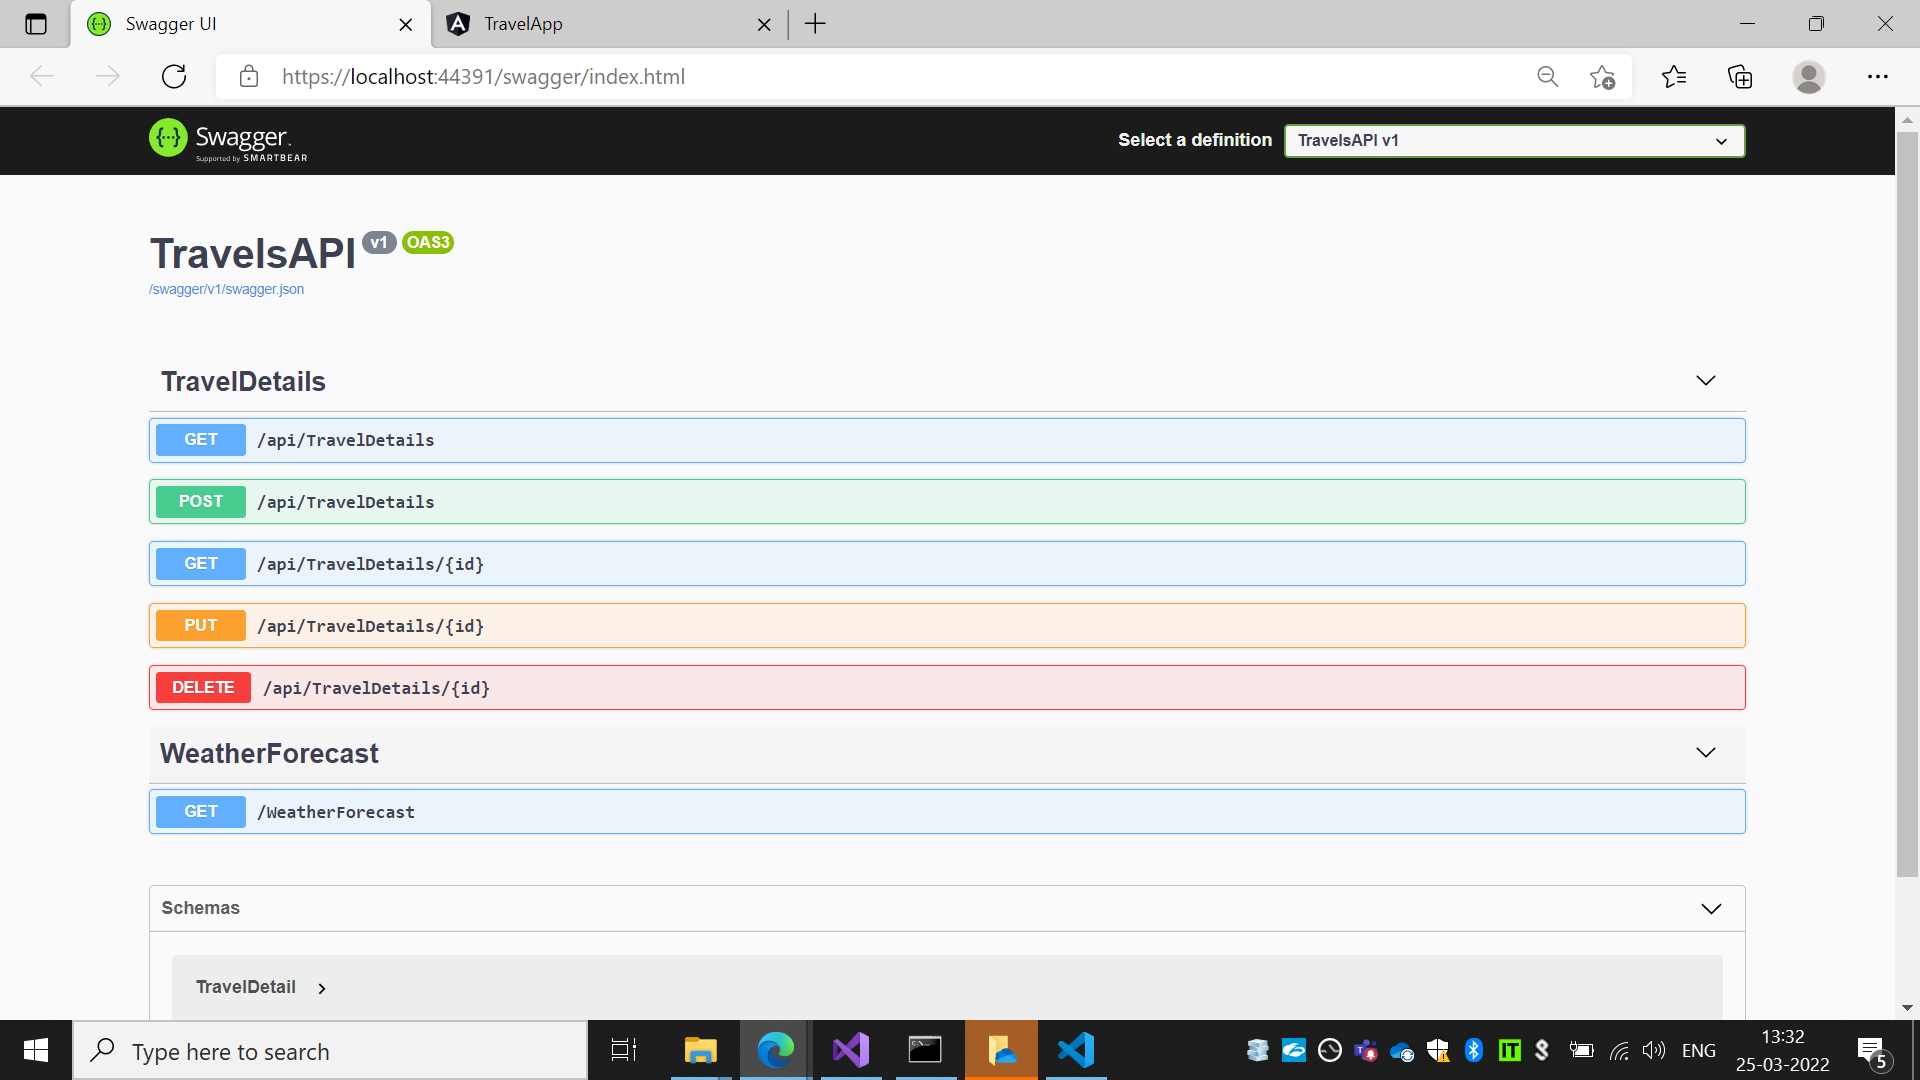 Swagger UI
TravelApp
https://localhost:44391/swagger/index.html
{···} Swagger
Supported by SMARTBEAR
Select a definition
TravelsAPI v1
TravelsAPI v1 OAS3
/swagger/v1/swagger.json
TravelDetails
GET /api/TravelDetails
POST /api/TravelDetails
GET /api/TravelDetails/{id}
PUT /api/TravelDetails/{id}
DELETE /api/TravelDetails/{id}
WeatherForecast
GET /WeatherForecast
Schemas
TravelDetail
Type here to search
ENG
13:32
25-03-2022
5